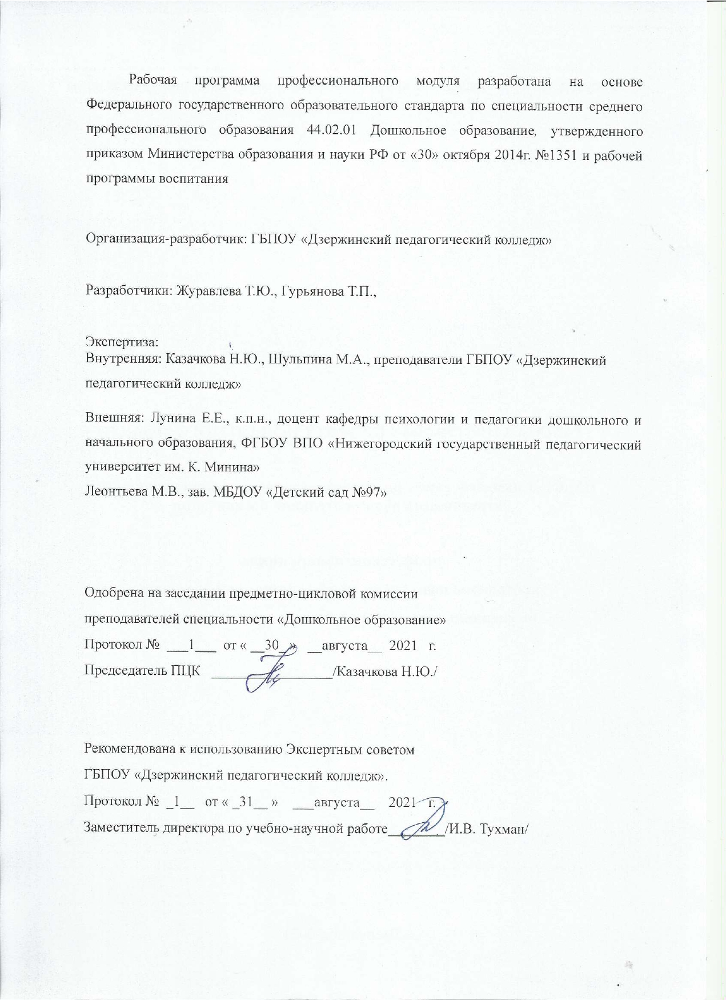 Рабочая программа профессионального модуля разработана на основе
Федерального государственного образовательного стандарта по специальности среднего
профессионального образования 44.02.01 Дошкольное образование, утвержденного
приказом Министерства образования и науки РФ от «30» октября 2014г. №1351 и рабочей
программы воспитания
Организация-разработчик: ГБПОУ «Дзержинский педагогический колледж»
Разработчики: Журавлева Т.Ю., Гурьянова Т.П.,
Экспертиза:
Внутренняя: Казачкова Н.Ю., Шульпина М.А., преподаватели ГБПОУ «Дзержинский
педагогический колледж»
Внешняя: Лунина Е.Е., к.п.н., доцент кафедры психологии и педагогики дошкольного и
начального образования, ФГБОУ ВПО «Нижегородский государственный педагогический
университет им. К. Минина»
Леонтьева М.В., зав. МБДОУ «Детский сад №97»
Одобрена на заседании предметно-цикловой комиссии
преподавателей специальности «Дошкольное образование»
Протокол № ___1___ от « __30_ » __августа__ 2021 г.
Председатель ПЦК _________________/Казачкова Н.Ю./
Рекомендована к использованию Экспертным советом
ГБПОУ «Дзержинский педагогический колледж».
Протокол № _1__ от « _31__ » ___августа__ 2021 г.
Заместитель директора по учебно-научной работе________/И.В. Тухман/